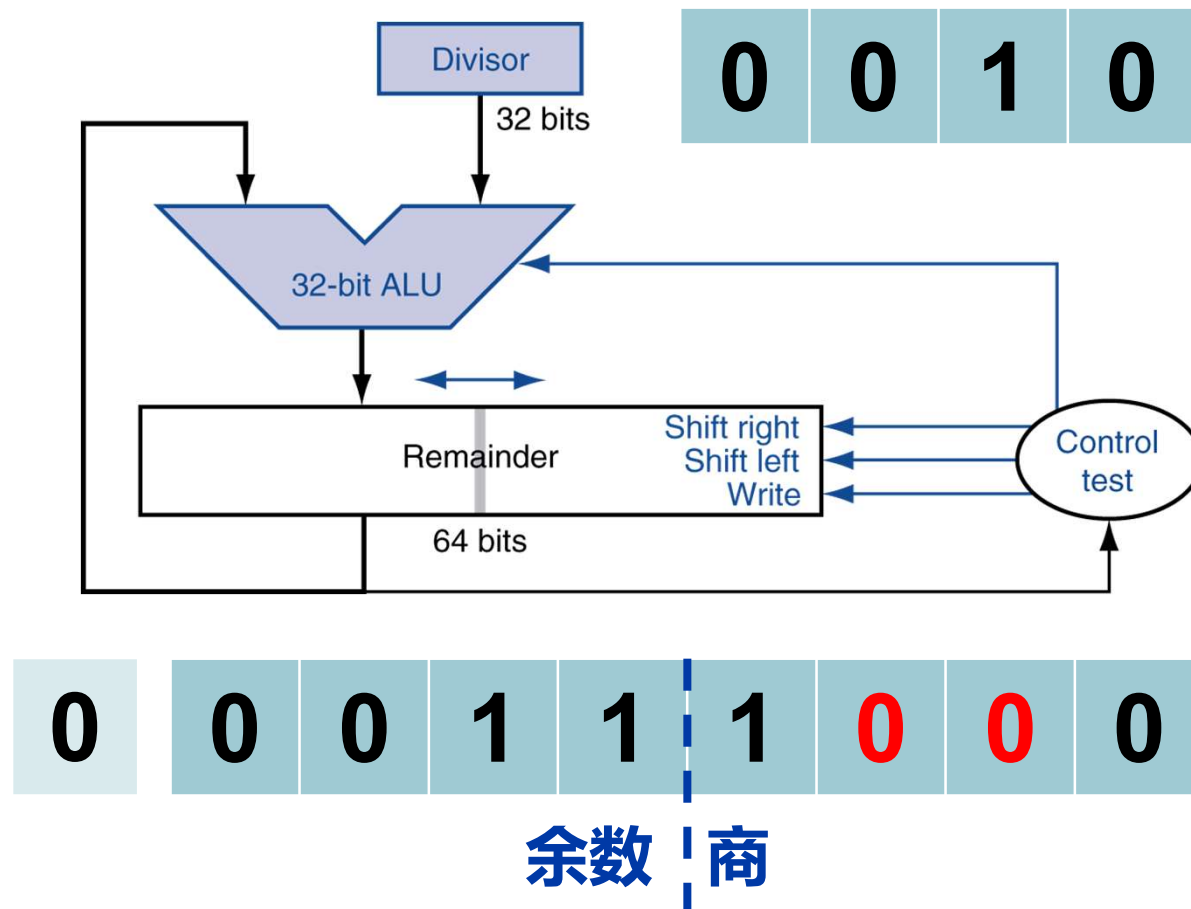 Divisor
0 0 1 0
32 bits
32-bit ALU
Remainder
Shift right
Shift left
Write
Control
test
64 bits
0 0 0 1 1 1 0 0 0
余数 商